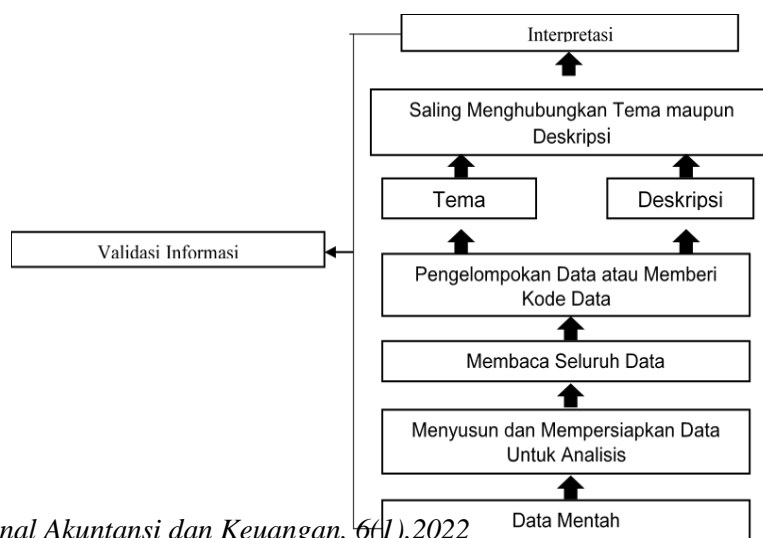 Interpretasi
Saling Menghubungkan Tema maupun
Deskripsi
Tema
Deskripsi
Validasi Informasi
Pengelompokan Data atau Memberi
Kode Data
Membaca Seluruh Data
Menyusun dan Mempersiapkan Data
Untuk Analisis
Data Mentah
nal Akuntansi dan Keuangan, 6(1),2022